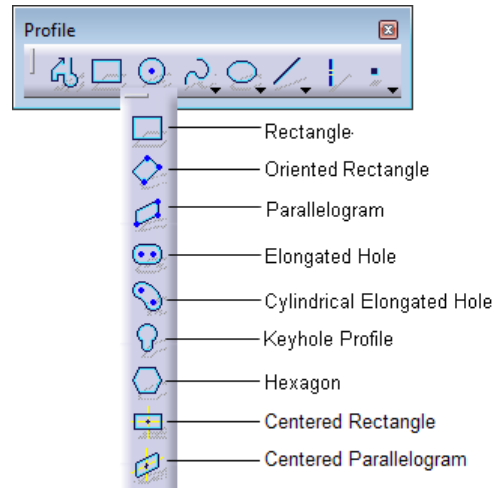 Profile
Rectangle
Oriented Rectangle
Parallelogram
Elongated Hole
Cylindrical Elongated Hole
Keyhole Profile
Hexagon
Centered Rectangle
Centered Parallelogram